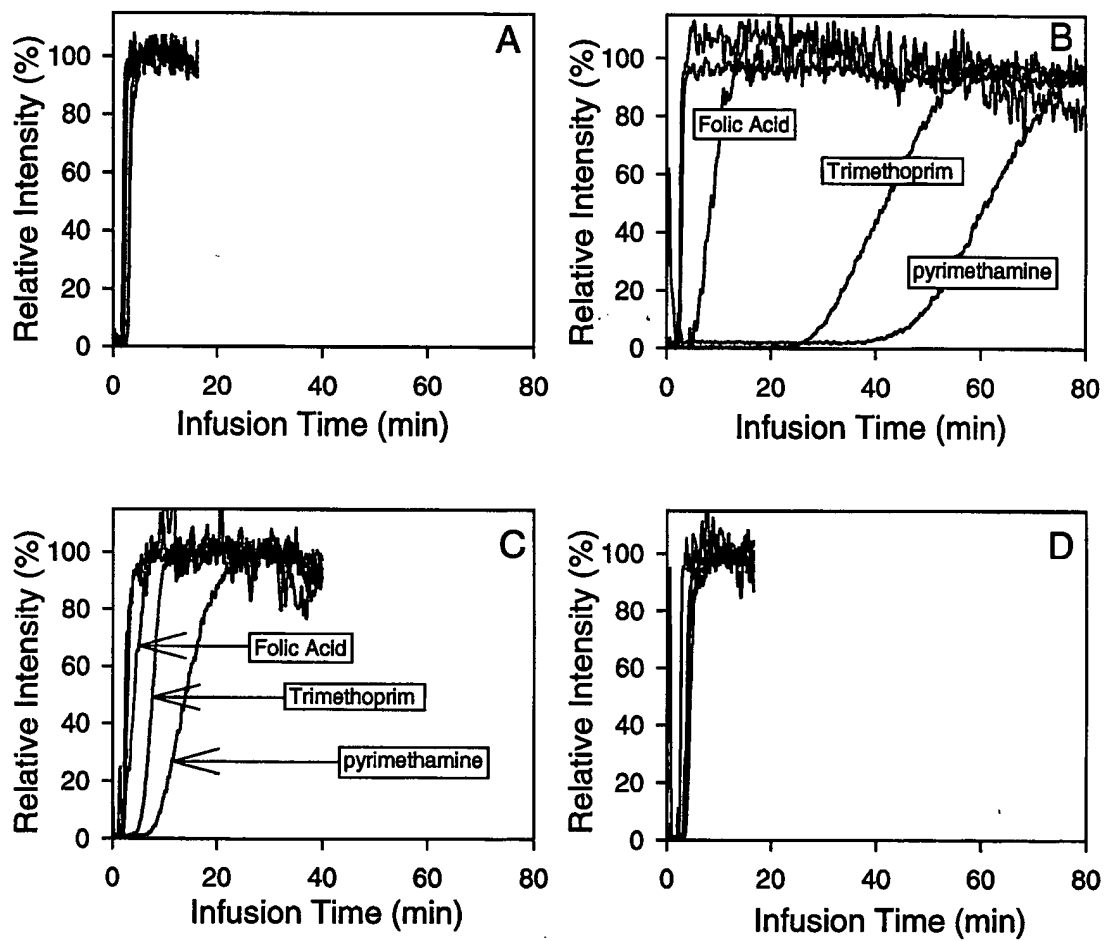 A
Relative Intensity (%)
100
80
60
40
20
0
0 20 40 60 80
Infusion Time (min)
B
Relative Intensity (%)
100
80
60
40
20
0
Folic Acid
Trimethoprim
pyrimethamine
0 20 40 60 80
Infusion Time (min)
C
Relative Intensity (%)
100
80
60
40
20
0
Folic Acid
Trimethoprim
pyrimethamine
0 20 40 60 80
Infusion Time (min)
D
Relative Intensity (%)
100
80
60
40
20
0
0 20 40 60 80
Infusion Time (min)